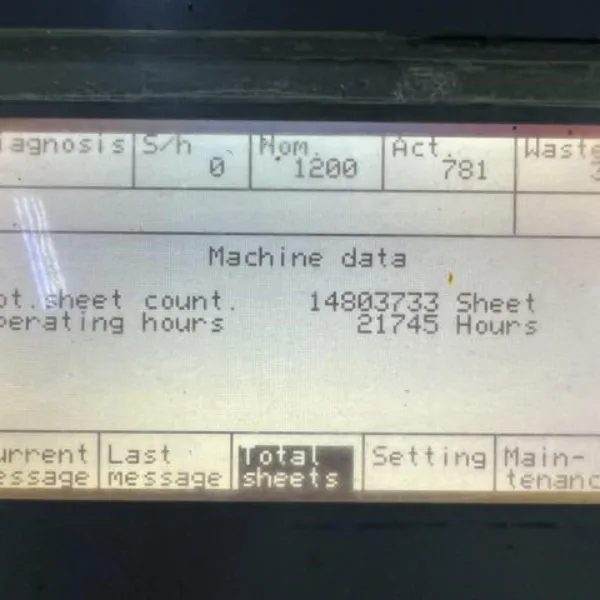 iagnosis S/h Nom. Act. Waste
0 1200 781
Machine data
ot.sheet count. 14803733 Sheet
perating hours 21745 Hours
urrent Last Total Setting Main-
essage message sheets tenanc